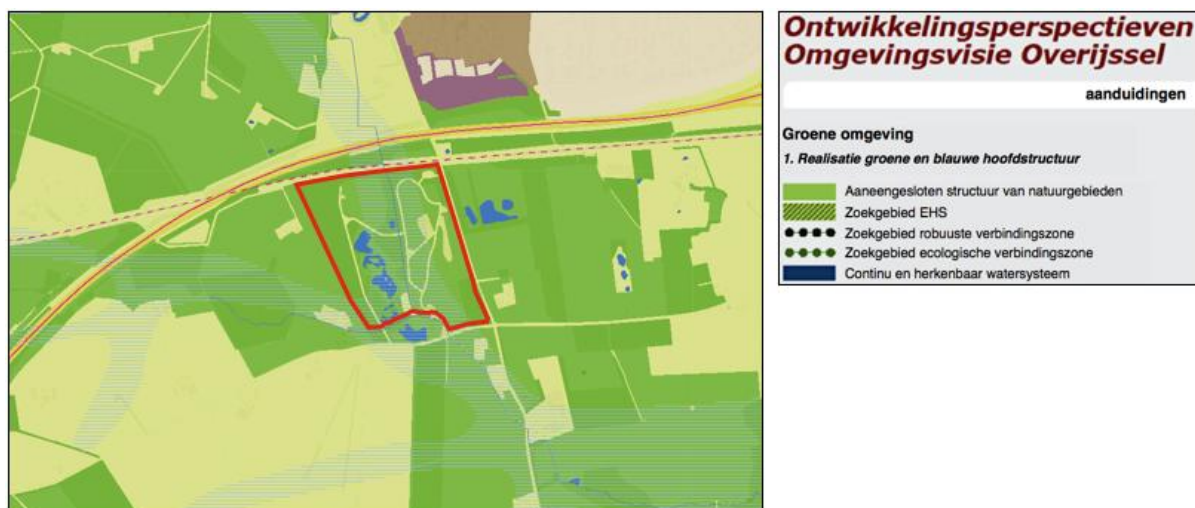 Ontwikkelingsperspectieven
Omgevingsvisie Overijssel
aanduidingen
Groene omgeving
1. Realisatie groene en blauwe hoofdstructuur
Aaneengesloten structuur van natuurgebieden
Zoekgebied EHS
Zoekgebied robuuste verbindingszone
Zoekgebied ecologische verbindingszone
Continu en herkenbaar watersysteem